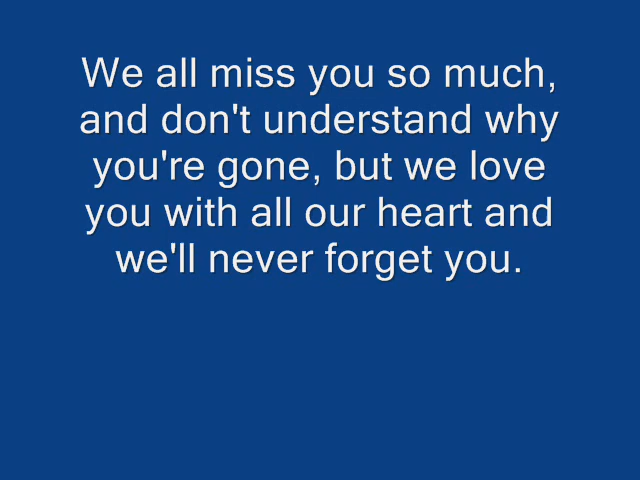 We all miss you so much,
and don't understand why
you're gone, but we love
you with all our heart and
we'll never forget you.